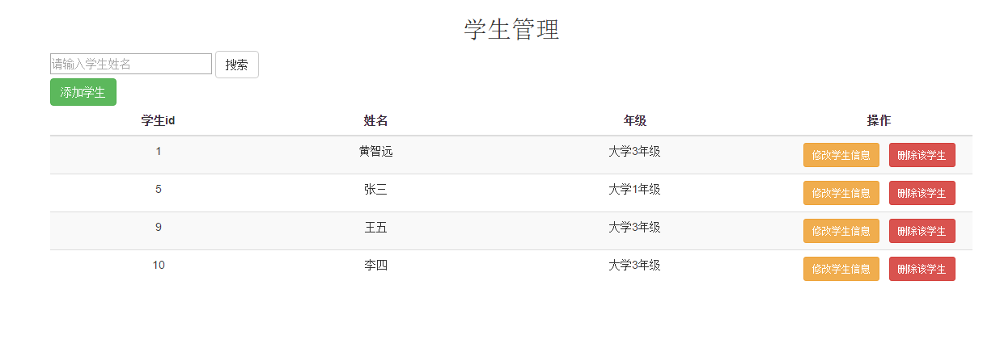 学生管理
请输入学生姓名 搜索
添加学生
学生id 姓名 年级 操作
1 黄智远 大学3年级 修改学生信息 删除该学生
5 张三 大学1年级 修改学生信息 删除该学生
9 王五 大学3年级 修改学生信息 删除该学生
10 李四 大学3年级 修改学生信息 删除该学生